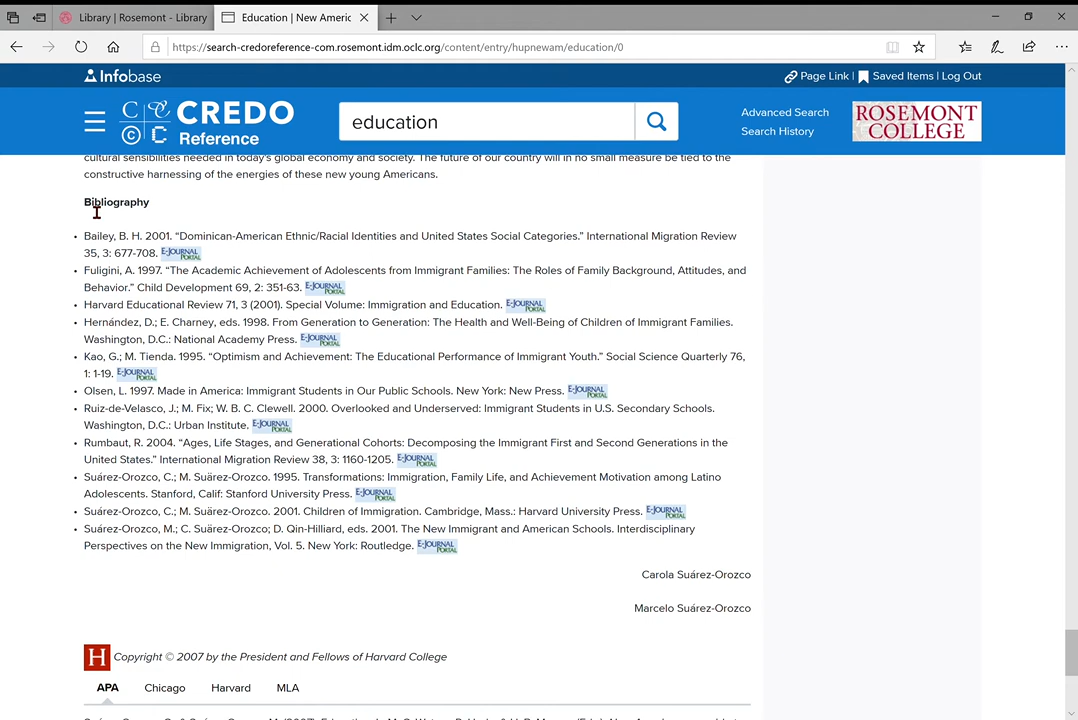 Library | Rosemont - Library
Education | New Americ
https://search-credoreference-com.rosemont.idm.oclc.org/content/entry/hupnewam/education/0
Infobase
Page Link | Saved Items | Log Out
CREDO
Reference
education
Advanced Search
Search History
ROSEMONT
COLLEGE
cultural sensibilities needed in today's global economy and society. The future of our country will in no small measure be tied to the
constructive harnessing of the energies of these new young Americans.
Bibliography
Bailey, B. H. 2001. “Dominican-American Ethnic/Racial Identities and United States Social Categories.” International Migration Review
35, 3: 677-708. E-JOURNAL PORTAL
Fuligini, A. 1997. “The Academic Achievement of Adolescents from Immigrant Families: The Roles of Family Background, Attitudes, and
Behavior.” Child Development 69, 2: 351-63. E-JOURNAL PORTAL
Harvard Educational Review 71, 3 (2001). Special Volume: Immigration and Education. E-JOURNAL PORTAL
Hernández, D.; E. Charney, eds. 1998. From Generation to Generation: The Health and Well-Being of Children of Immigrant Families.
Washington, D.C.: National Academy Press. E-JOURNAL PORTAL
Kao, G.; M. Tienda. 1995. “Optimism and Achievement: The Educational Performance of Immigrant Youth.” Social Science Quarterly 76,
1: 1-19. E-JOURNAL PORTAL
Olsen, L. 1997. Made in America: Immigrant Students in Our Public Schools. New York: New Press. E-JOURNAL PORTAL
Ruiz-de-Velasco, J.; M. Fix; W. B. C. Clewell. 2000. Overlooked and Underserved: Immigrant Students in U.S. Secondary Schools.
Washington, D.C.: Urban Institute. E-JOURNAL PORTAL
Rumbaut, R. 2004. “Ages, Life Stages, and Generational Cohorts: Decomposing the Immigrant First and Second Generations in the
United States.” International Migration Review 38, 3: 1160-1205. E-JOURNAL PORTAL
Suárez-Orozco, C.; M. Suärez-Orozco. 1995. Transformations: Immigration, Family Life, and Achievement Motivation among Latino
Adolescents. Stanford, Calif: Stanford University Press. E-JOURNAL PORTAL
Suárez-Orozco, C.; M. Suárez-Orozco. 2001. Children of Immigration. Cambridge, Mass.: Harvard University Press. E-JOURNAL PORTAL
Suárez-Orozco, M.; C. Suärez-Orozco; D. Qin-Hilliard, eds. 2001. The New Immigrant and American Schools. Interdisciplinary
Perspectives on the New Immigration, Vol. 5. New York: Routledge. E-JOURNAL PORTAL
Carola Suárez-Orozco
Marcelo Suárez-Orozco
H Copyright © 2007 by the President and Fellows of Harvard College
APA Chicago Harvard MLA